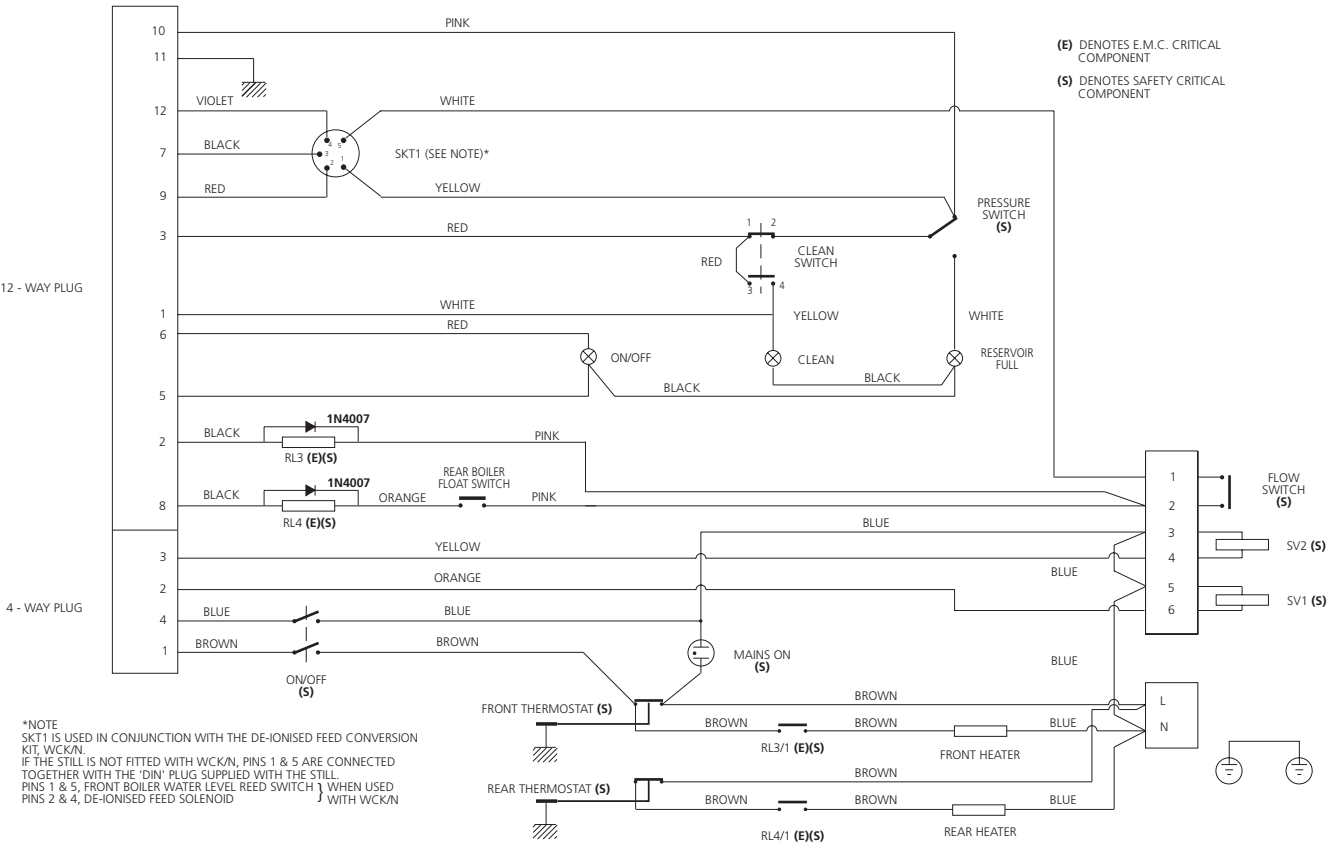 10
PINK
(E) DENOTES E.M.C. CRITICAL
COMPONENT
11
(S) DENOTES SAFETY CRITICAL
COMPONENT
12
VIOLET
WHITE
4
5
7
BLACK
3
SKT1 (SEE NOTE)*
2
1
9
RED
YELLOW
PRESSURE
SWITCH
(S)
3
RED
1
2
CLEAN
SWITCH
RED
3
4
12 - WAY PLUG
1
WHITE
YELLOW
WHITE
6
RED
ON/OFF
CLEAN
RESERVOIR
FULL
5
BLACK
BLACK
2
BLACK
1N4007
PINK
RL3 (E)(S)
8
BLACK
1N4007
ORANGE
REAR BOILER
FLOAT SWITCH
PINK
RL4 (E)(S)
1
2
3
4
5
6
FLOW
SWITCH
(S)
BLUE
SV2 (S)
SV1 (S)
3
YELLOW
BLUE
2
ORANGE
4 - WAY PLUG
4
BLUE
BLUE
1
BROWN
BROWN
MAINS ON
(S)
BLUE
ON/OFF
(S)
FRONT THERMOSTAT (S)
BROWN
L
BROWN
BROWN
BLUE
N
RL3/1 (E)(S)
FRONT HEATER
REAR THERMOSTAT (S)
BROWN
BROWN
BROWN
BLUE
RL4/1 (E)(S)
REAR HEATER
*NOTE
SKT1 IS USED IN CONJUNCTION WITH THE DE-IONISED FEED CONVERSION
KIT, WCK/N.
IF THE STILL IS NOT FITTED WITH WCK/N, PINS 1 & 5 ARE CONNECTED
TOGETHER WITH THE 'DIN' PLUG SUPPLIED WITH THE STILL.
PINS 1 & 5, FRONT BOILER WATER LEVEL REED SWITCH } WHEN USED
PINS 2 & 4, DE-IONISED FEED SOLENOID WITH WCK/N